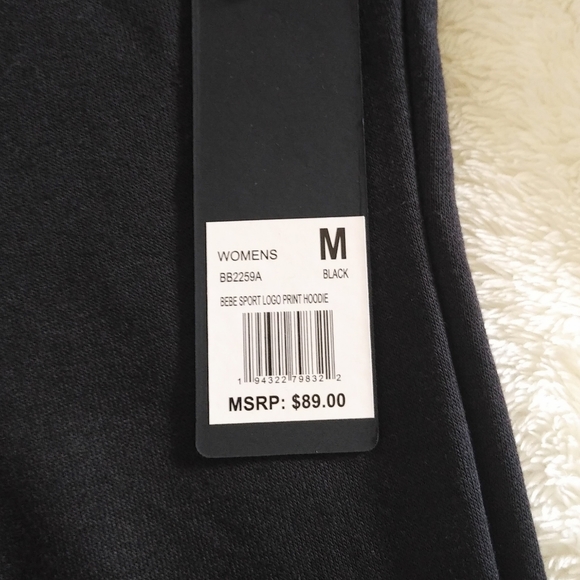 WOMENS M
BB2259A BLACK
BEBE SPORT LOGO PRINT HOODIE
1 94322 79832 2
MSRP: $89.00